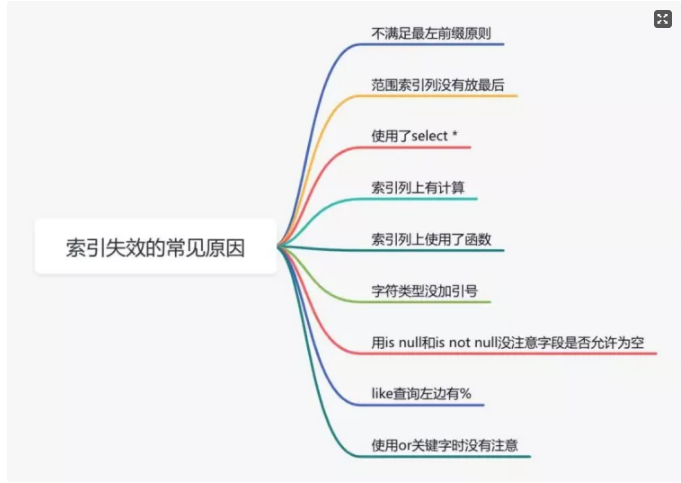 不满足最左前缀原则
范围索引列没有放最后
使用了select *
索引列上有计算
索引失效的常见原因
索引列上使用了函数
字符类型没加引号
用is null和is not null没注意字段是否允许为空
like查询左边有%
使用or关键字时没有注意